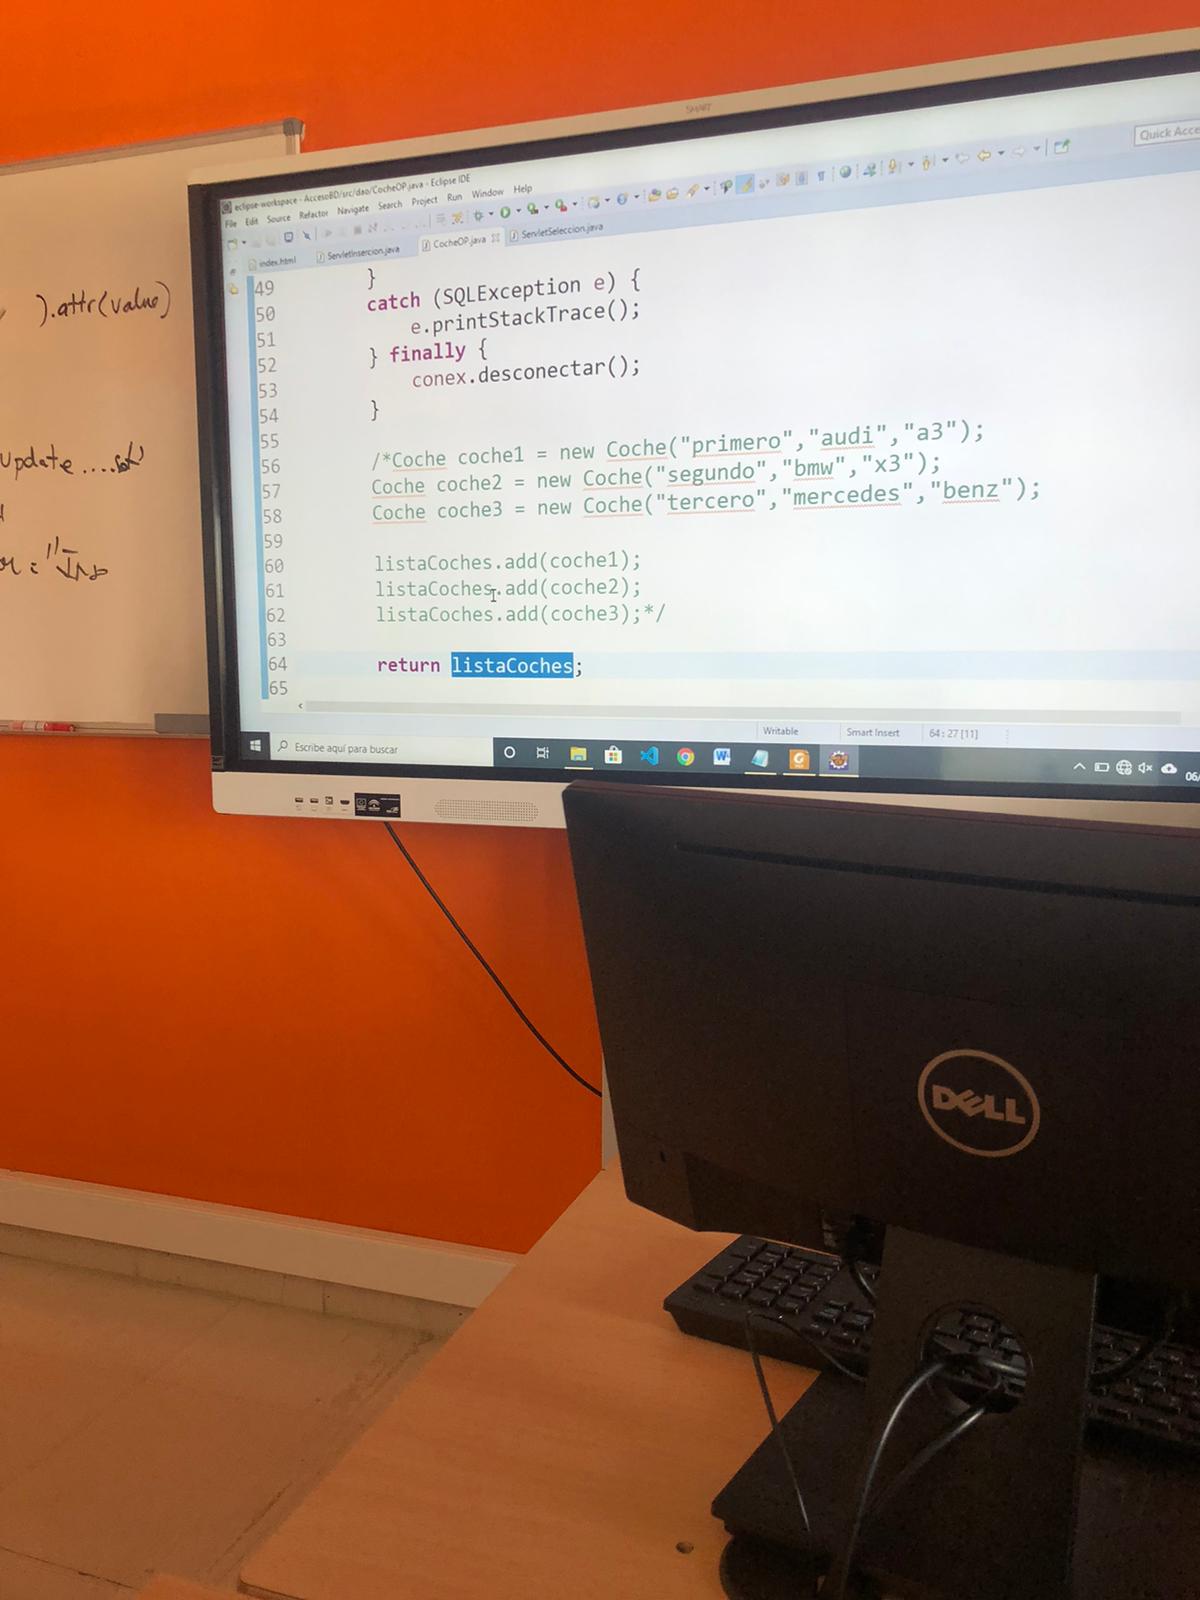 SMART
eclipse-workspace - AccesoBD/src/dao/CocheOP.java - Eclipse IDE
File Edit Source Refactor Navigate Search Project Run Window Help
Quick Acce
index.html ServletInsercion.java CocheOP.java ServletSeleccion.java
49 }
50 catch (SQLException e) {
51 e.printStackTrace();
52 } finally {
53 conex.desconectar();
54 }
55
56 /*Coche coche1 = new Coche("primero","audi","a3");
57 Coche coche2 = new Coche("segundo","bmw","x3");
58 Coche coche3 = new Coche("tercero","mercedes","benz");
59
60 listaCoches.add(coche1);
61 listaCoches.add(coche2);
62 listaCoches.add(coche3);*/
63
64 return listaCoches;
65
Writable Smart Insert 64 : 27 [11]
Escribe aquí para buscar
06/
).attr(value)
update....
DELL